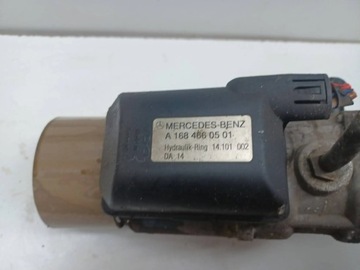 MERCEDES-BENZ
A 168 466 05 01
Hydraulik-Ring 14.101 002
DA 14